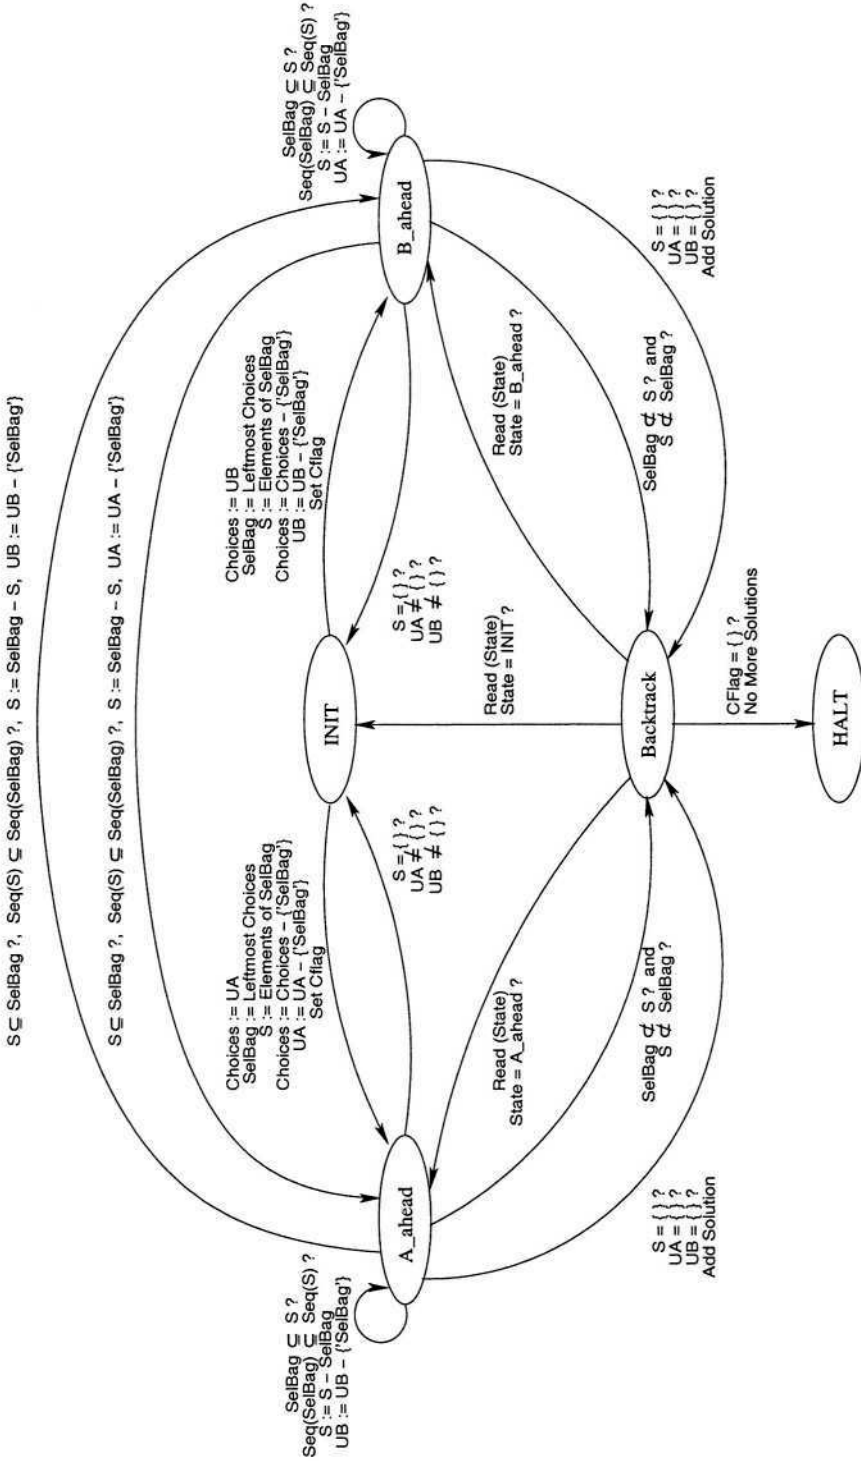 S ⊆ SelBag ?, Seq(S) ⊆ Seq(SelBag) ?, S := SelBag – S, UB := UB – {'SelBag'}
S ⊆ SelBag ?, Seq(S) ⊆ Seq(SelBag) ?, S := SelBag – S, UA := UA – {'SelBag'}
SelBag ⊆ S ?
Seq(SelBag) ⊆ Seq(S) ?
S := S – SelBag
UB := UB – {'SelBag'}
A_ahead
Choices := UA
SelBag := Leftmost Choices
S := Elements of SelBag
Choices := Choices – {'SelBag'}
UA := UA – {'SelBag'}
Set Cflag
INIT
Choices := UB
SelBag := Leftmost Choices
S := Elements of SelBag
Choices := Choices – {'SelBag'}
UB := UB – {'SelBag'}
Set Cflag
SelBag ⊆ S ?
Seq(SelBag) ⊆ Seq(S) ?
S := S – SelBag
UA := UA – {'SelBag'}
B_ahead
S = { } ?
UA ≠ { } ?
UB ≠ { } ?
S = { } ?
UA ≠ { } ?
UB ≠ { } ?
Read (State)
State = A_ahead ?
Read (State)
State = INIT ?
Read (State)
State = B_ahead ?
SelBag ⊄ S ? and
S ⊄ SelBag ?
Backtrack
SelBag ⊄ S ? and
S ⊄ SelBag ?
S = { } ?
UA = { } ?
UB = { } ?
Add Solution
CFlag = { } ?
No More Solutions
S = { } ?
UA = { } ?
UB = { } ?
Add Solution
HALT